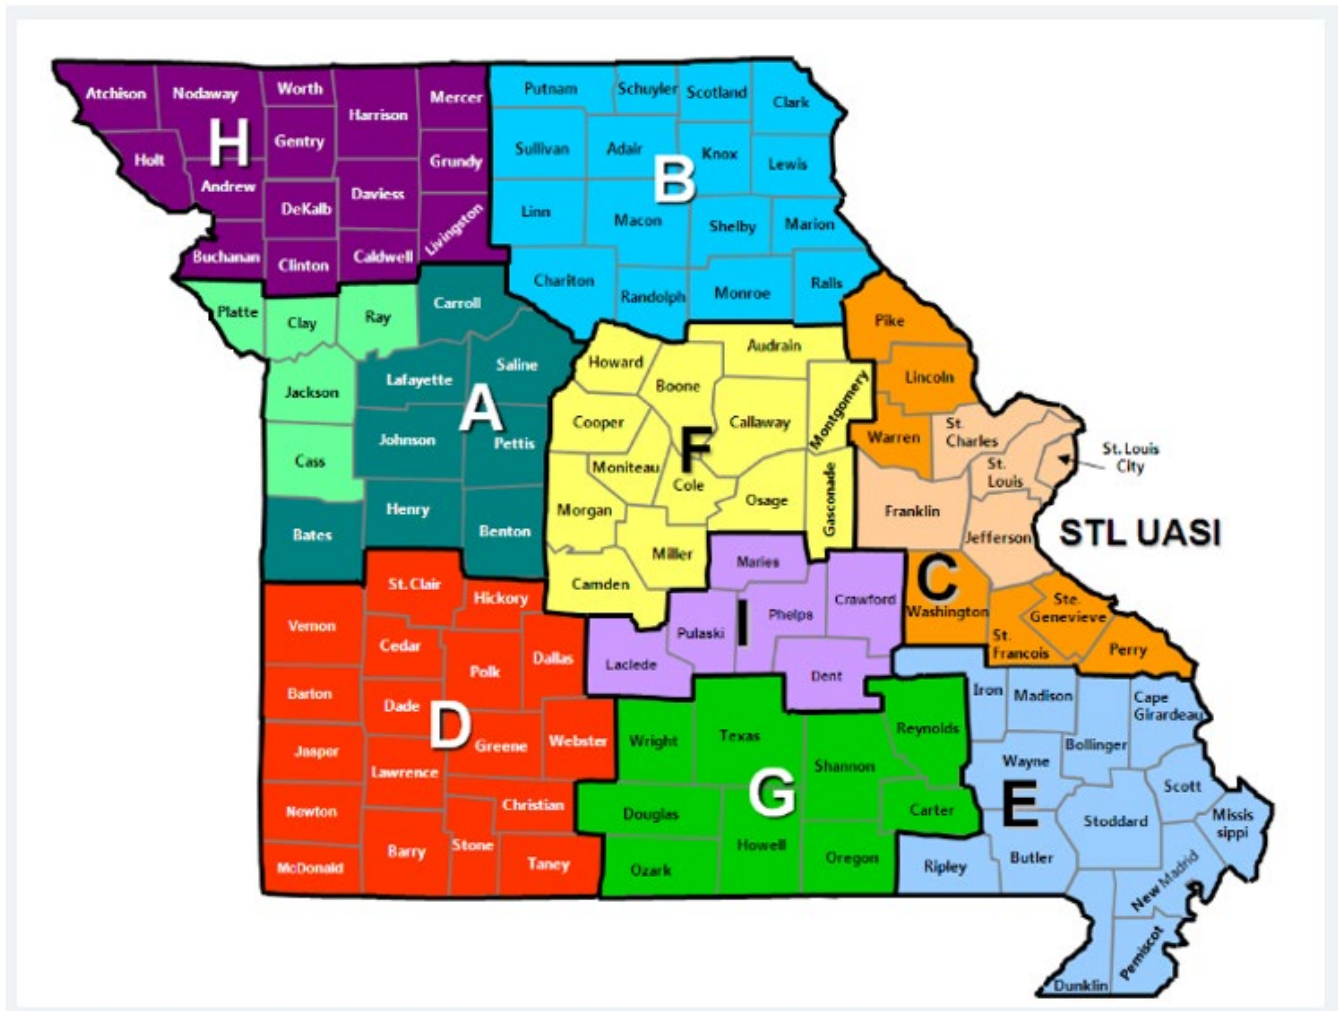 Atchison
Nodaway
Worth
Harrison
Mercer
Holt
H
Gentry
Grundy
Andrew
DeKalb
Daviess
Livingston
Buchanan
Clinton
Caldwell
Putnam
Schuyler
Scotland
Clark
Sullivan
Adair
Knox
Lewis
B
Linn
Macon
Shelby
Marion
Chariton
Randolph
Monroe
Ralls
Platte
Clay
Ray
Carroll
Jackson
Lafayette
Saline
A
Johnson
Pettis
Cass
Henry
Benton
Bates
Howard
Boone
Audrain
Cooper
Callaway
Montgomery
F
Moniteau
Cole
Osage
Gasconade
Morgan
Miller
Camden
Pike
Lincoln
Warren
St.
Charles
St.
Louis
St. Louis
City
Franklin
Jefferson
STL UASI
C
Washington
Ste.
Genevieve
St.
Francois
Perry
Maries
Crawford
Phelps
Pulaski
I
Laclede
Dent
St. Clair
Hickory
Vernon
Cedar
Polk
Dallas
Barton
Dade
D
Greene
Webster
Jasper
Lawrence
Newton
Christian
McDonald
Barry
Stone
Taney
Wright
Texas
Shannon
Reynolds
G
Douglas
Howell
Carter
Ozark
Oregon
Iron
Madison
Cape
Girardeau
Bollinger
Wayne
E
Scott
Stoddard
Missis
sippi
Ripley
Butler
New Madrid
Pemiscot
Dunklin